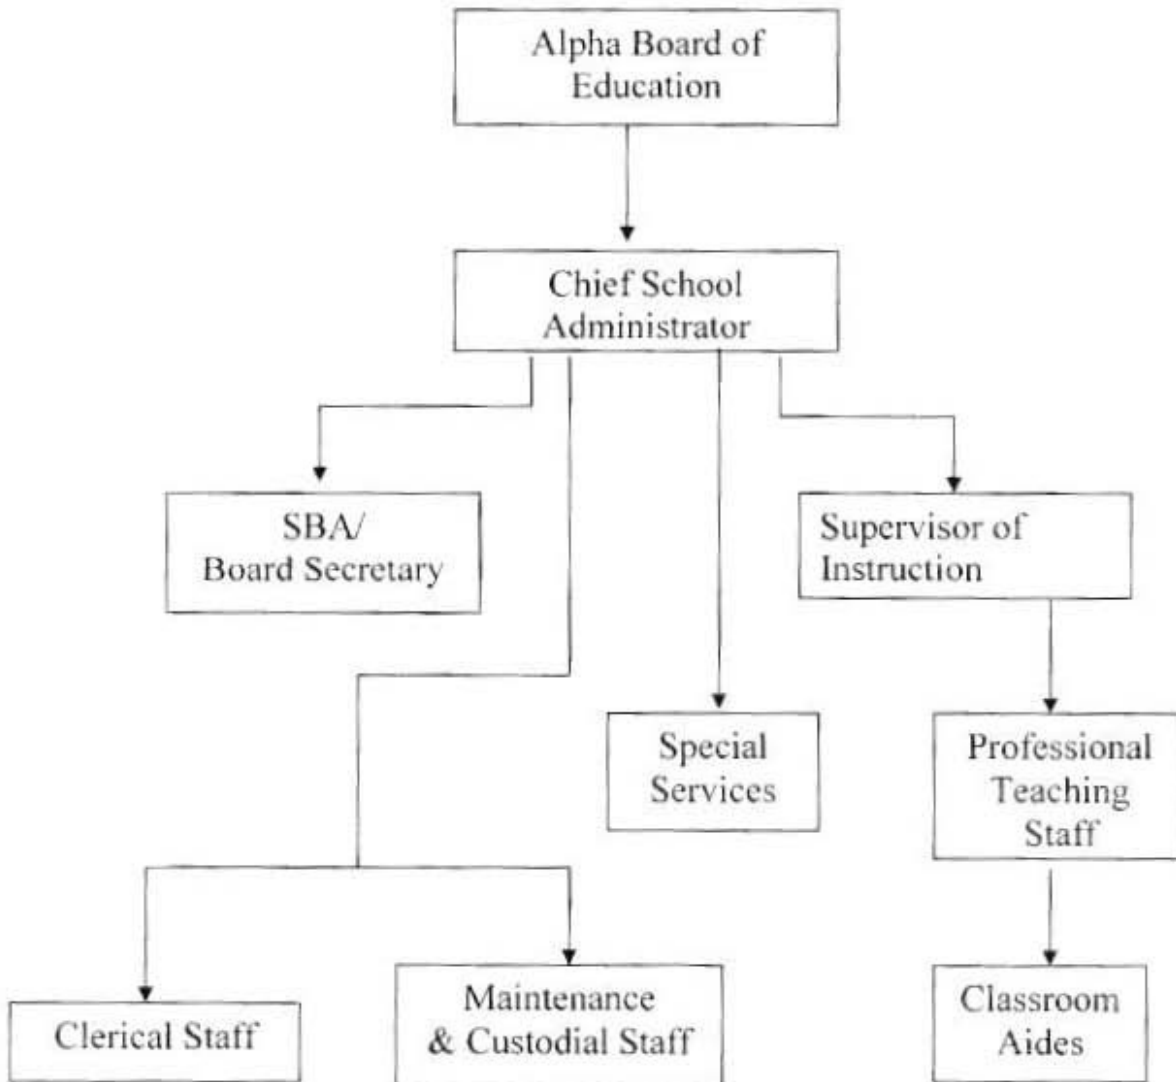 Alpha Board of
Education
Chief School
Administrator
SBA/
Board Secretary
Supervisor of
Instruction
Special
Services
Professional
Teaching
Staff
Clerical Staff
Maintenance
& Custodial Staff
Classroom
Aides